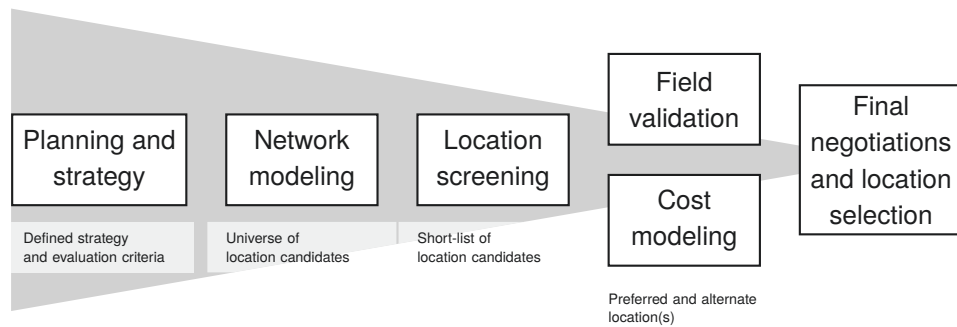 Planning and
strategy
Defined strategy
and evaluation criteria
Network
modeling
Universe of
location candidates
Location
screening
Short-list of
location candidates
Field
validation
Cost
modeling
Preferred and alternate
location(s)
Final
negotiations
and location
selection